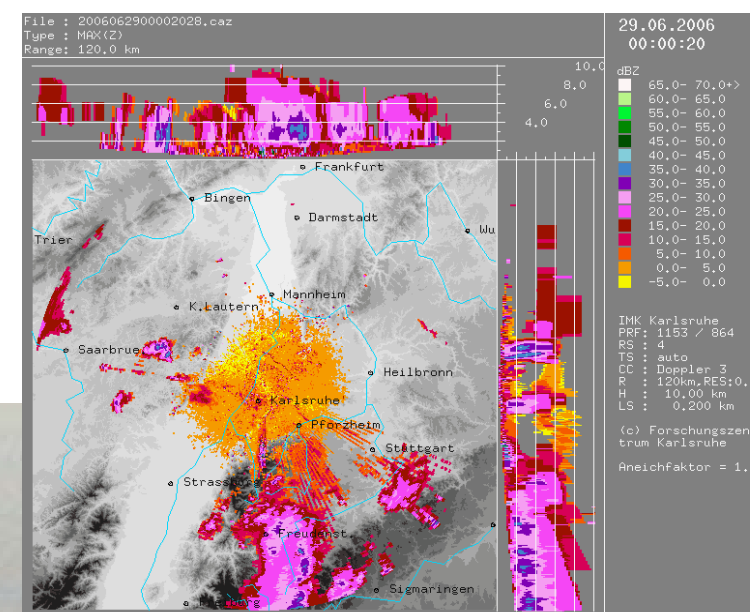 File : 2006062900002028.caz
Type : MAX(Z)
Range: 120.0 km
29.06.2006
00:00:20
10.0
8.0
6.0
4.0
dBZ
65.0- 70.0+>
60.0- 65.0
55.0- 60.0
50.0- 55.0
45.0- 50.0
40.0- 45.0
35.0- 40.0
30.0- 35.0
25.0- 30.0
20.0- 25.0
15.0- 20.0
10.0- 15.0
5.0- 10.0
0.0- 5.0
-5.0- 0.0
Frankfurt
Bingen
Darmstadt
Wu
Trier
Mannheim
K.Lautern
Saarbrue
Heilbronn
Karlsruhe
Pforzheim
Stuttgart
Strassburg
Freudenst.
Sigmaringen
IMK Karlsruhe
PRF: 1153 / 864
RS : 4
TS : auto
CC : Doppler 3
R : 120km,RES:0.
H : 10.00 km
LS : 0.200 km
(c) Forschungszen
trum Karlsruhe
Aneichfaktor = 1.